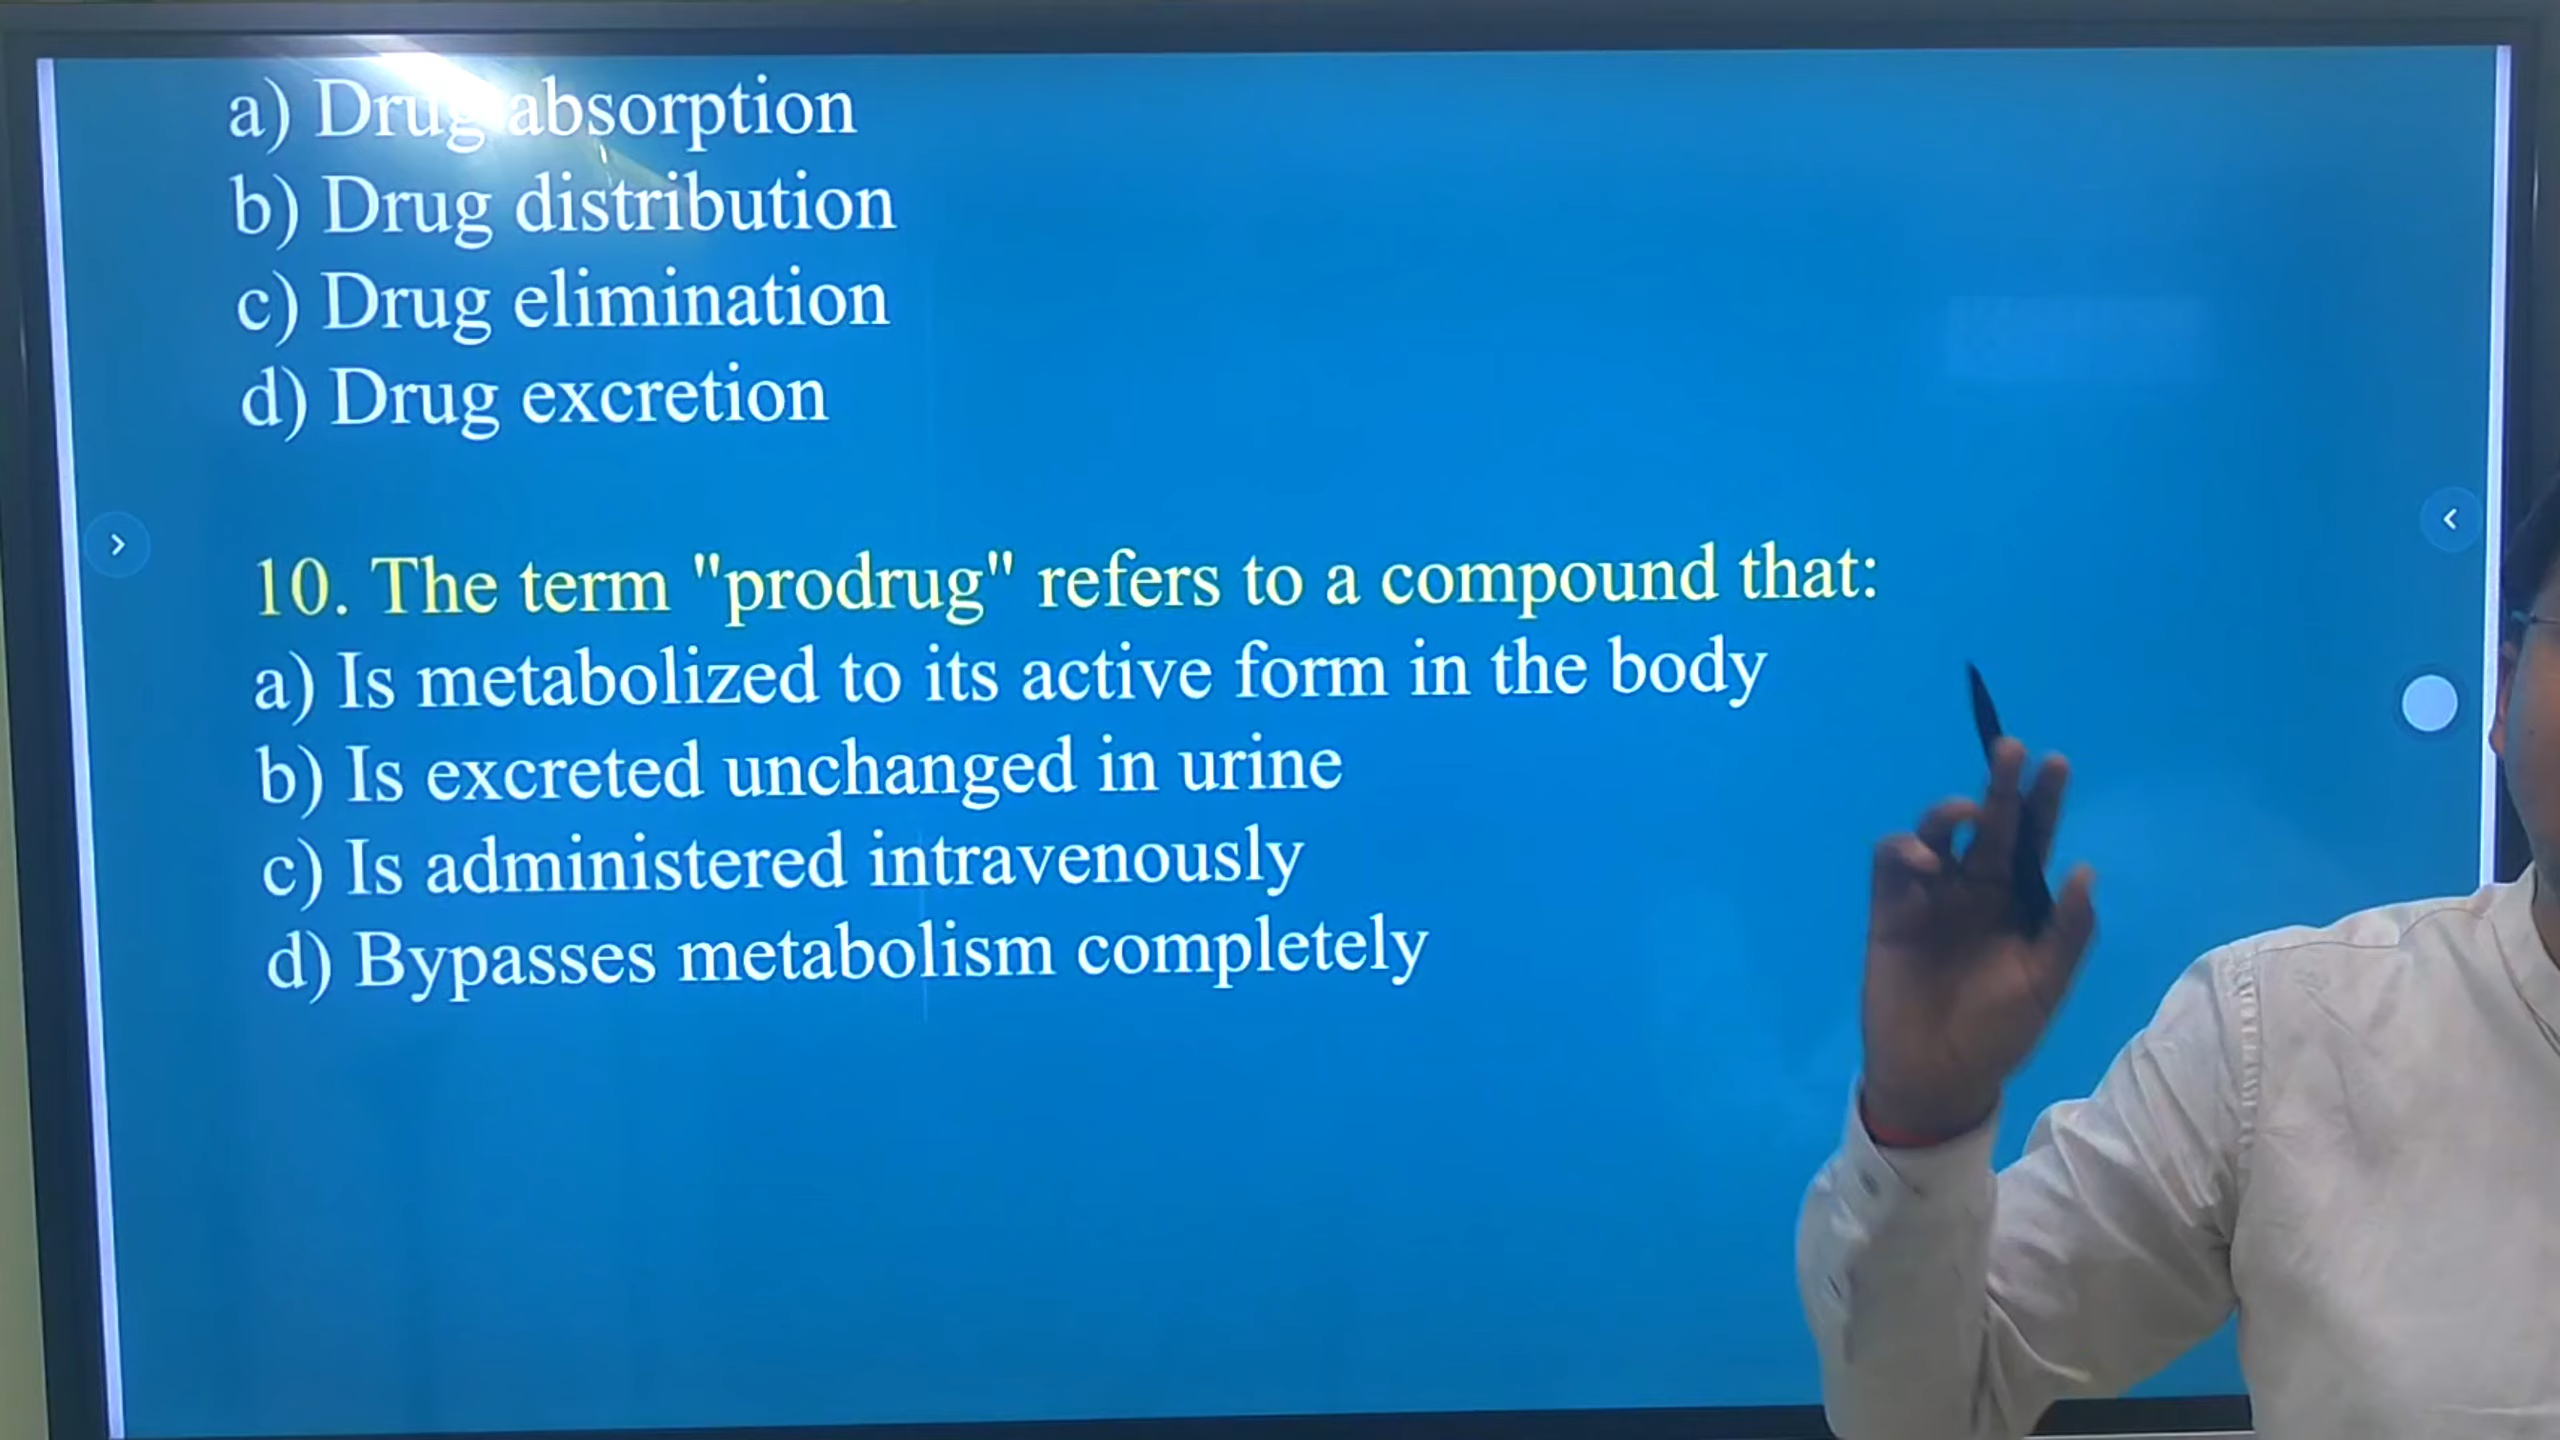 a) Drug absorption
b) Drug distribution
c) Drug elimination
d) Drug excretion
10. The term "prodrug" refers to a compound that:
a) Is metabolized to its active form in the body
b) Is excreted unchanged in urine
c) Is administered intravenously
d) Bypasses metabolism completely